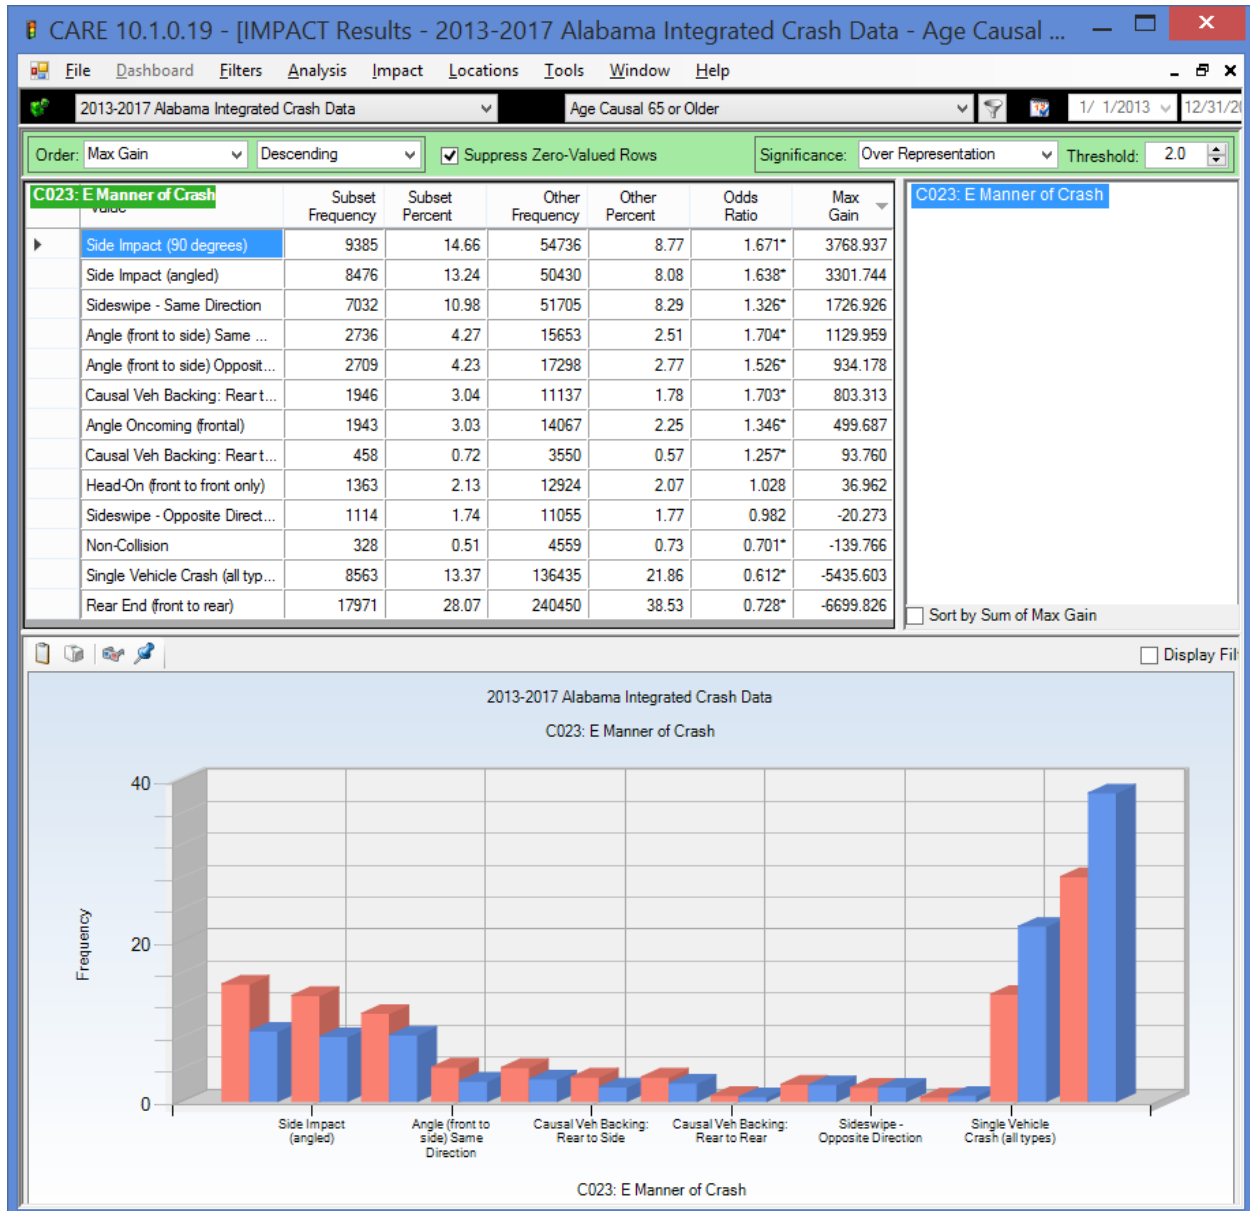 CARE 10.1.0.19 - [IMPACT Results - 2013-2017 Alabama Integrated Crash Data - Age Causal ...
File Dashboard Filters Analysis Impact Locations Tools Window Help
2013-2017 Alabama Integrated Crash Data Age Causal 65 or Older 1/ 1/2013 12/31/20
Order: Max Gain Descending Suppress Zero-Valued Rows Significance: Over Representation Threshold: 2.0
C023: E Manner of Crash Subset Frequency Subset Percent Other Frequency Other Percent Odds Ratio Max Gain C023: E Manner of Crash
Side Impact (90 degrees) 9385 14.66 54736 8.77 1.671* 3768.937
Side Impact (angled) 8476 13.24 50430 8.08 1.638* 3301.744
Sideswipe - Same Direction 7032 10.98 51705 8.29 1.326* 1726.926
Angle (front to side) Same ... 2736 4.27 15653 2.51 1.704* 1129.959
Angle (front to side) Opposit... 2709 4.23 17298 2.77 1.526* 934.178
Causal Veh Backing: Rear t... 1946 3.04 11137 1.78 1.703* 803.313
Angle Oncoming (frontal) 1943 3.03 14067 2.25 1.346* 499.687
Causal Veh Backing: Rear t... 458 0.72 3550 0.57 1.257* 93.760
Head-On (front to front only) 1363 2.13 12924 2.07 1.028 36.962
Sideswipe - Opposite Direct... 1114 1.74 11055 1.77 0.982 -20.273
Non-Collision 328 0.51 4559 0.73 0.701* -139.766
Single Vehicle Crash (all typ... 8563 13.37 136435 21.86 0.612* -5435.603
Rear End (front to rear) 17971 28.07 240450 38.53 0.728* -6699.826
Sort by Sum of Max Gain
Display Fil
2013-2017 Alabama Integrated Crash Data
C023: E Manner of Crash
40
20
0
Frequency
Side Impact (angled)
Angle (front to side) Same Direction
Causal Veh Backing: Rear to Side
Causal Veh Backing: Rear to Rear
Sideswipe - Opposite Direction
Single Vehicle Crash (all types)
C023: E Manner of Crash